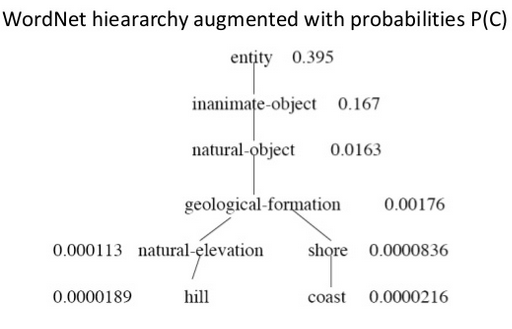 WordNet hieararchy augmented with probabilities P(C)
entity 0.395
inanimate-object 0.167
natural-object 0.0163
geological-formation 0.00176
0.000113 natural-elevation shore 0.0000836
0.0000189 hill coast 0.0000216